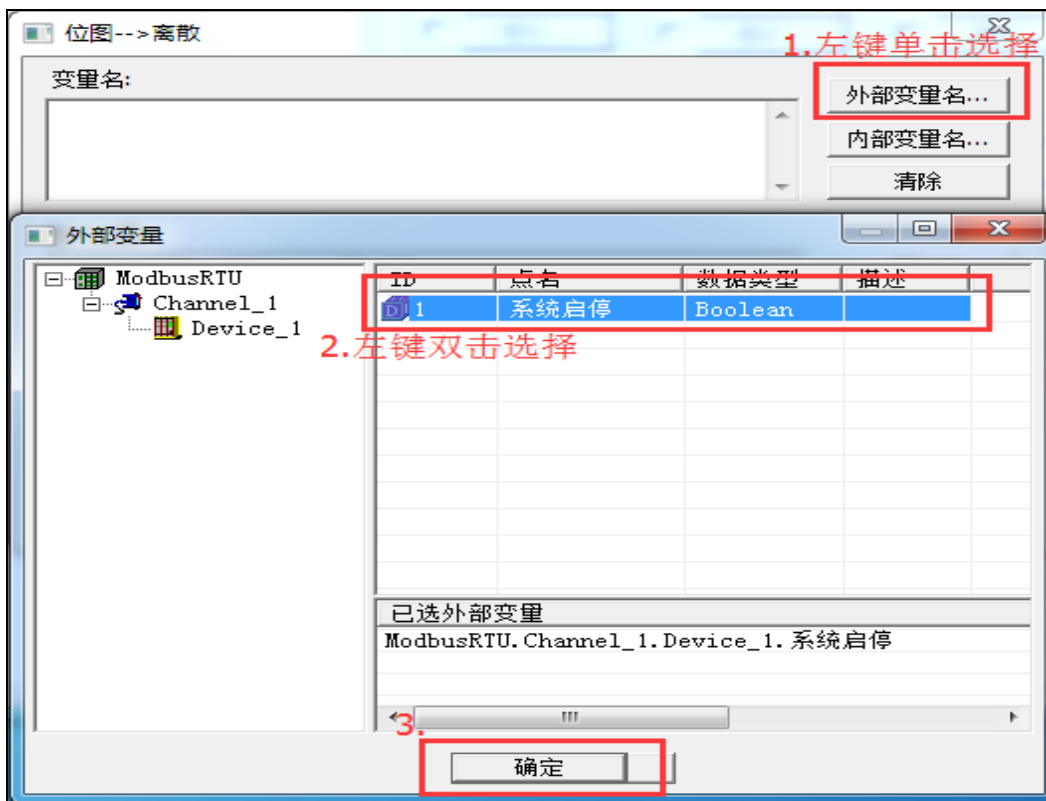 位图-->离散
1.左键单击选择
变量名:
外部变量名...
内部变量名...
清除
外部变量
ModbusRTU
Channel_1
Device_1
ID 点名 数据类型 描述
1 系统启停 Boolean
2.左键双击选择
已选外部变量
ModbusRTU.Channel_1.Device_1.系统启停
3.
确定